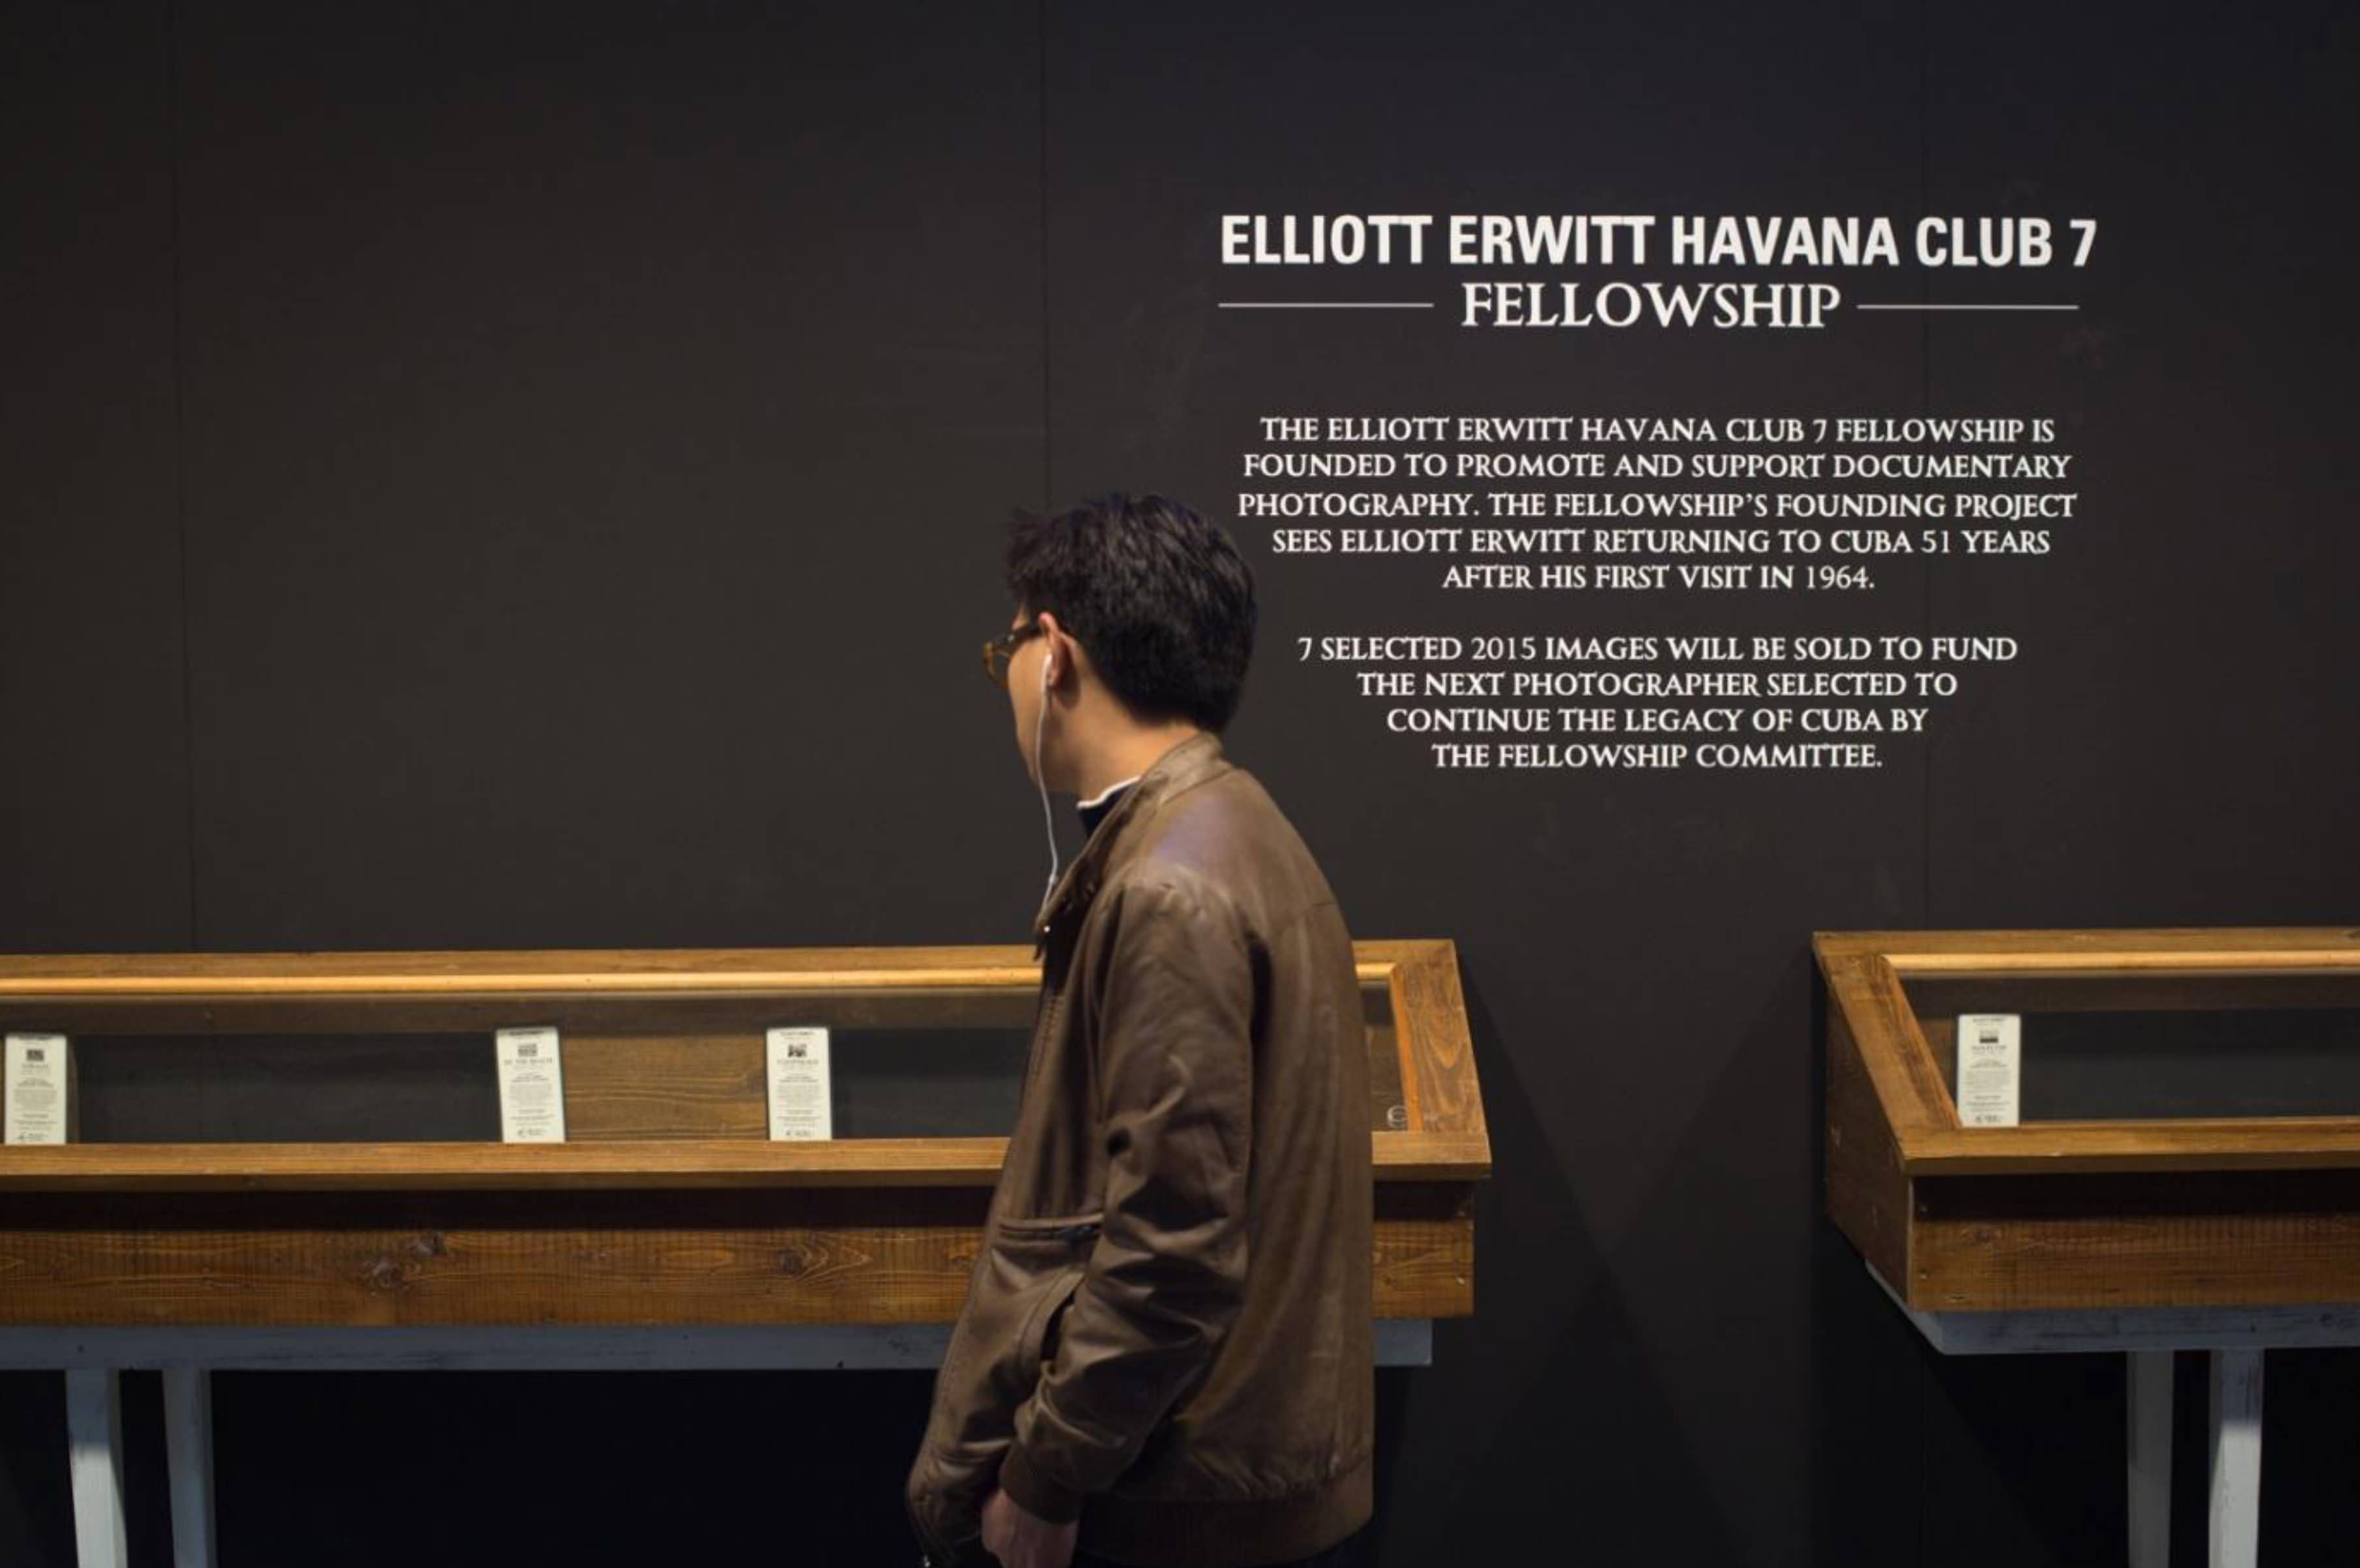 ELLIOTT ERWITT HAVANA CLUB 7
FELLOWSHIP
THE ELLIOTT ERWITT HAVANA CLUB 7 FELLOWSHIP IS
FOUNDED TO PROMOTE AND SUPPORT DOCUMENTARY
PHOTOGRAPHY. THE FELLOWSHIP'S FOUNDING PROJECT
SEES ELLIOTT ERWITT RETURNING TO CUBA 51 YEARS
AFTER HIS FIRST VISIT IN 1964.
7 SELECTED 2015 IMAGES WILL BE SOLD TO FUND
THE NEXT PHOTOGRAPHER SELECTED TO
CONTINUE THE LEGACY OF CUBA BY
THE FELLOWSHIP COMMITTEE.